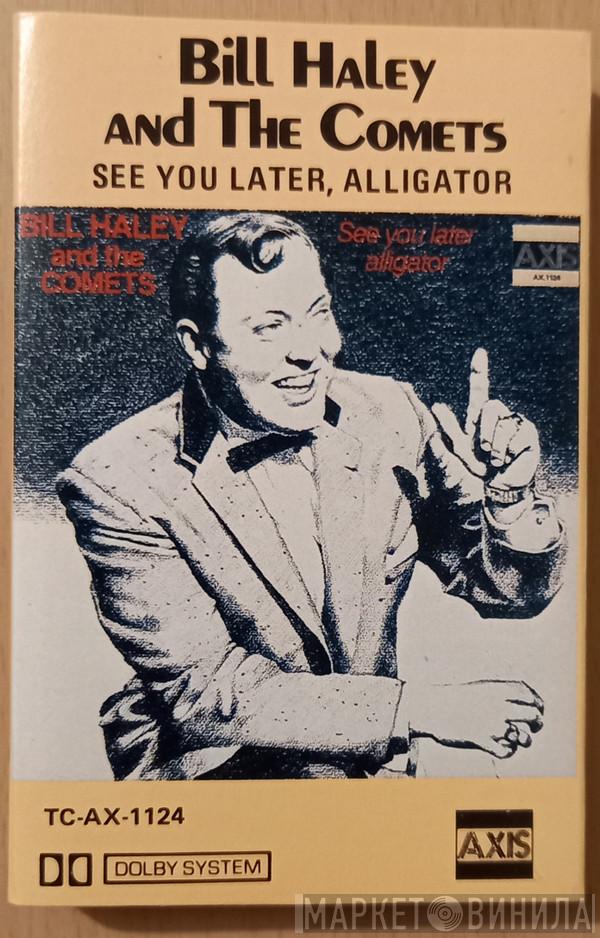 Bill Haley
and The Comets
SEE YOU LATER, ALLIGATOR
BILL HALEY
and the
COMETS
See you later
alligator
AXIS
AX.1124
TC-AX-1124
DOLBY SYSTEM
AXIS
МАРКЕТ ВИНИЛА